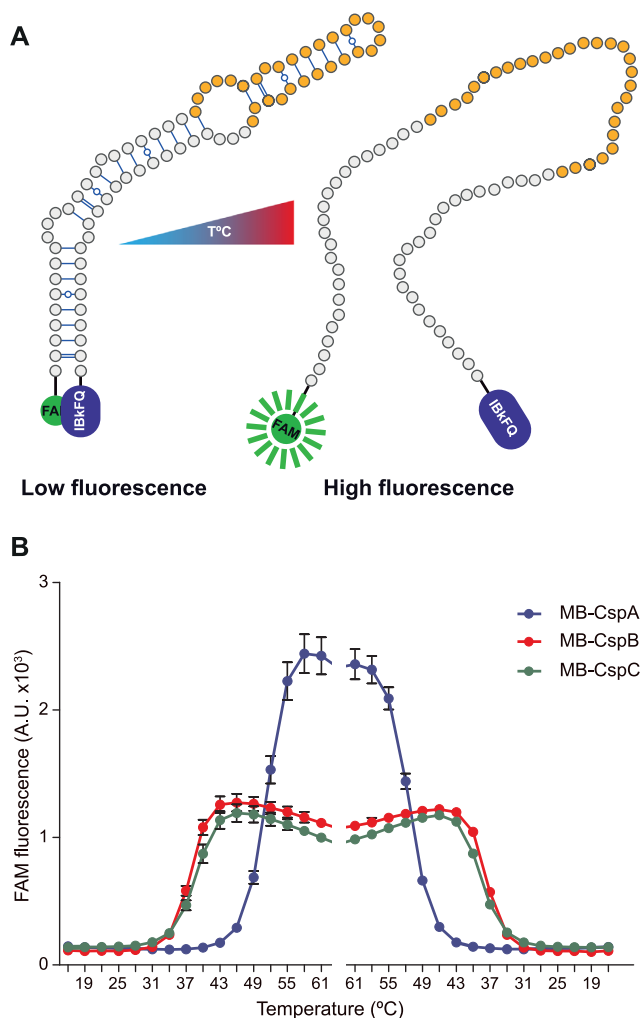 A
TºC
FAM
IBkFQ
FAM
IBkFQ
Low fluorescence
High fluorescence
B
3
2
1
0
FAM fluorescence (A.U. x10³)
MB-CspA
MB-CspB
MB-CspC
19 25 31 37 43 49 55 61 61 55 49 43 37 31 25 19
Temperature (ºC)